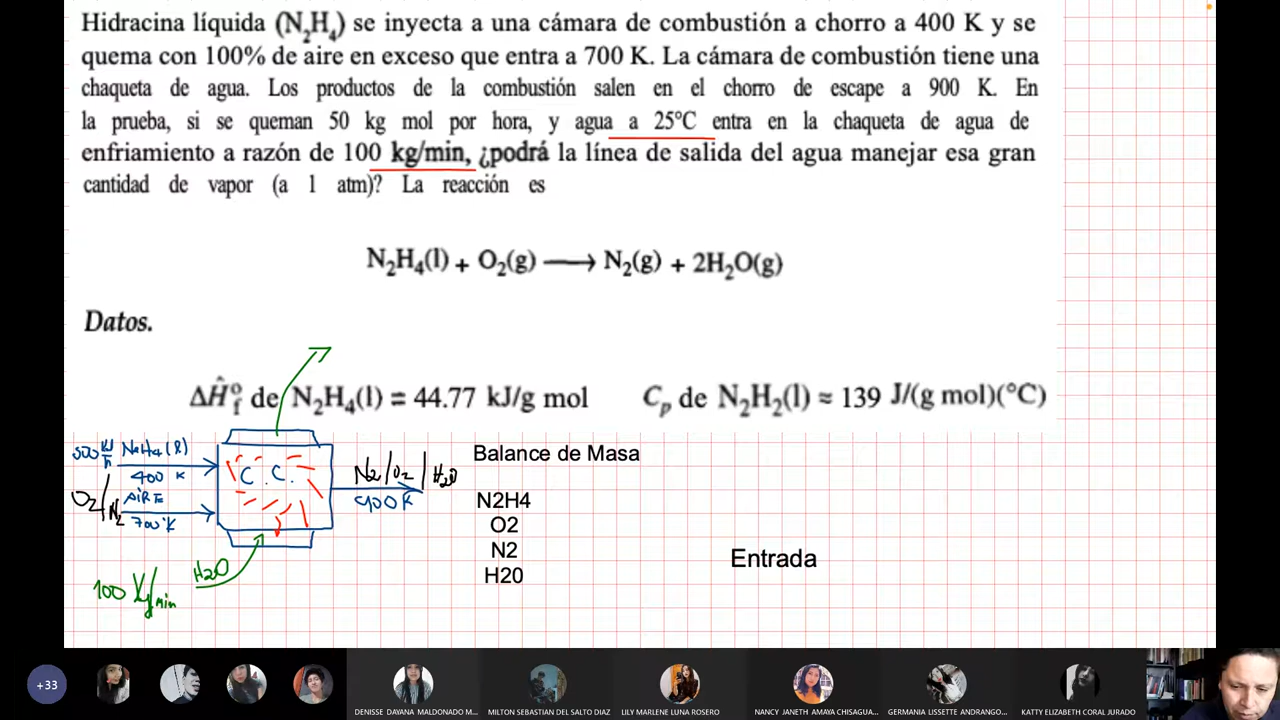 Hidracina líquida (N₂H₄) se inyecta a una cámara de combustión a chorro a 400 K y se
quema con 100% de aire en exceso que entra a 700 K. La cámara de combustión tiene una
chaqueta de agua. Los productos de la combustión salen en el chorro de escape a 900 K. En
la prueba, si se queman 50 kg mol por hora, y agua a 25°C entra en la chaqueta de agua de
enfriamiento a razón de 100 kg/min, ¿podrá la línea de salida del agua manejar esa gran
cantidad de vapor (a 1 atm)? La reacción es
N₂H₄(l) + O₂(g) ⟶ N₂(g) + 2H₂O(g)
Datos.
ΔĤ°f de N₂H₄(l) = 44.77 kJ/g mol Cp de N₂H₂(l) ≈ 139 J/(g mol)(°C)
N2H4(l)
400 K
O2/N2
AIRE
700 K
C.C.
N2/O2/H2O
900 K
H2O
100 Kg/min
Balance de Masa
N2H4
O2
N2
H20
Entrada
+33
DENISSE DAYANA MALDONADO M...
MILTON SEBASTIAN DEL SALTO DIAZ
LILY MARLENE LUNA ROSERO
NANCY JANETH AMAYA CHISAGUA...
GERMANIA LISSETTE ANDRANGO...
KATTY ELIZABETH CORAL JURADO